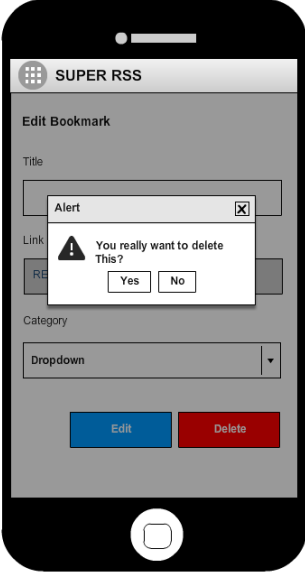 SUPER RSS
Edit Bookmark
Title
Alert
You really want to delete
This?
Yes No
Link
RE
Category
Dropdown
Edit Delete